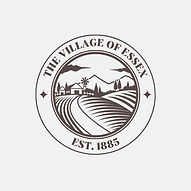 THE VILLAGE OF ESSEX
EST. 1885